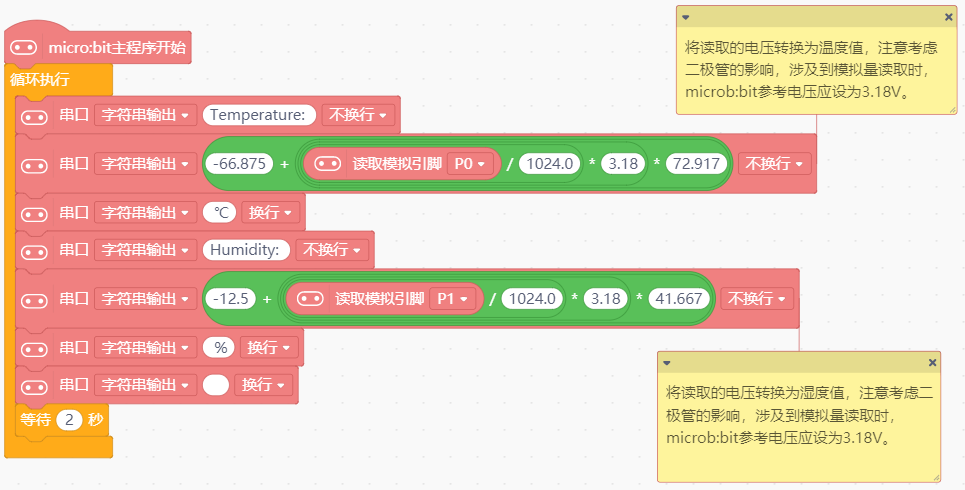 micro:bit主程序开始
循环执行
串口 字符串输出 Temperature: 不换行
串口 字符串输出 -66.875 + 读取模拟引脚 P0 / 1024.0 * 3.18 * 72.917 不换行
串口 字符串输出 ℃ 换行
串口 字符串输出 Humidity: 不换行
串口 字符串输出 -12.5 + 读取模拟引脚 P1 / 1024.0 * 3.18 * 41.667 不换行
串口 字符串输出 % 换行
串口 字符串输出 换行
等待 2 秒
将读取的电压转换为温度值，注意考虑
二极管的影响，涉及到模拟量读取时，
microb:bit参考电压应设为3.18V。
将读取的电压转换为湿度值，注意考虑二
极管的影响，涉及到模拟量读取时，
microb:bit参考电压应设为3.18V。